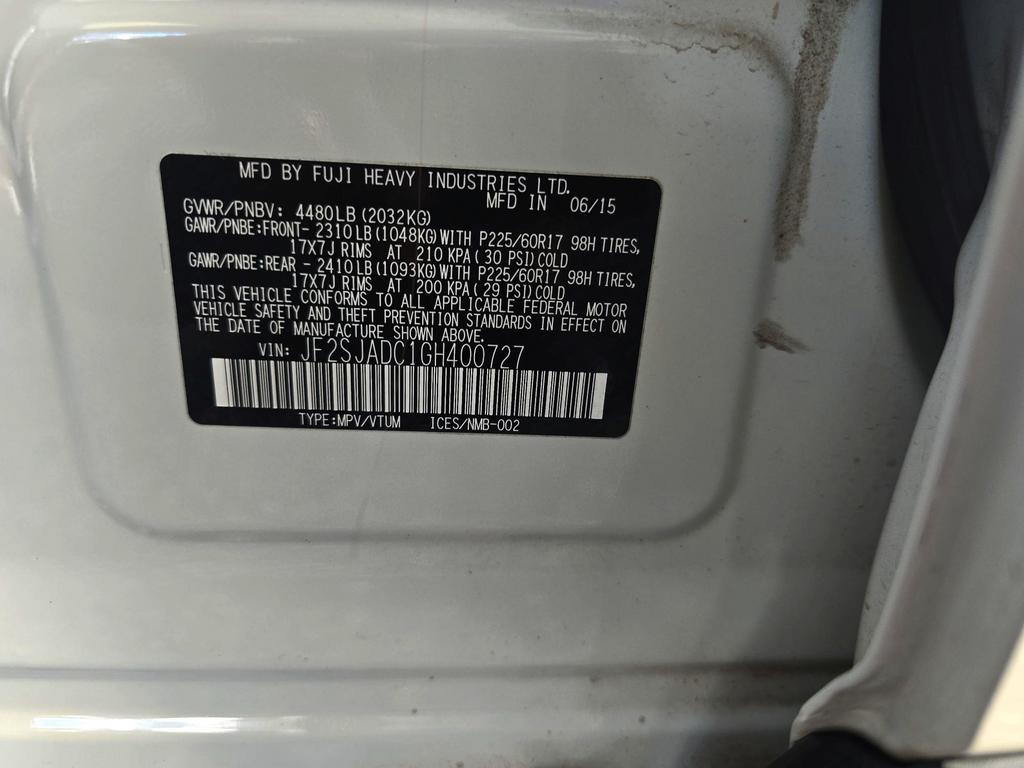 MFD BY FUJI HEAVY INDUSTRIES LTD.
MFD IN 06/15
GVWR/PNBV: 4480LB (2032KG)
GAWR/PNBE:FRONT- 2310LB (1048KG) WITH P225/60R17 98H TIRES,
17X7J RIMS AT 210 KPA ( 30 PSI) COLD
GAWR/PNBE:REAR - 2410LB (1093KG) WITH P225/60R17 98H TIRES,
17X7J RIMS AT 200 KPA ( 29 PSI) COLD
THIS VEHICLE CONFORMS TO ALL APPLICABLE FEDERAL MOTOR
VEHICLE SAFETY AND THEFT PREVENTION STANDARDS IN EFFECT ON
THE DATE OF MANUFACTURE SHOWN ABOVE.
VIN: JF2SJADC1GH400727
TYPE:MPV/VTUM ICES/NMB-002